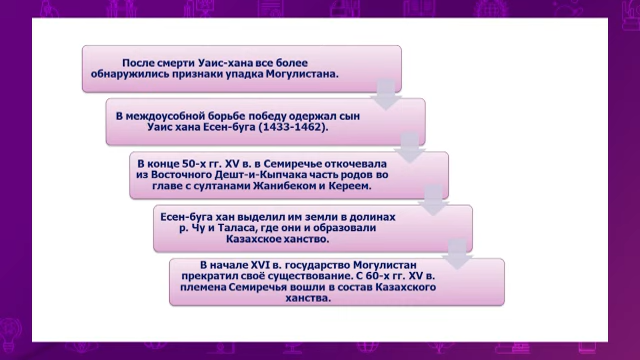 После смерти Уаис-хана все более
обнаружились признаки упадка Могулистана.
В междоусобной борьбе победу одержал сын
Уаис хана Есен-буга (1433-1462).
В конце 50-х гг. XV в. в Семиречье откочевала
из Восточного Дешт-и-Кыпчака часть родов во
главе с султанами Жанибеком и Кереем.
Есен-буга хан выделил им земли в долинах
р. Чу и Таласа, где они и образовали
Казахское ханство.
В начале XVI в. государство Могулистан
прекратил своё существование. С 60-х гг. XV в.
племена Семиречья вошли в состав Казахского
ханства.